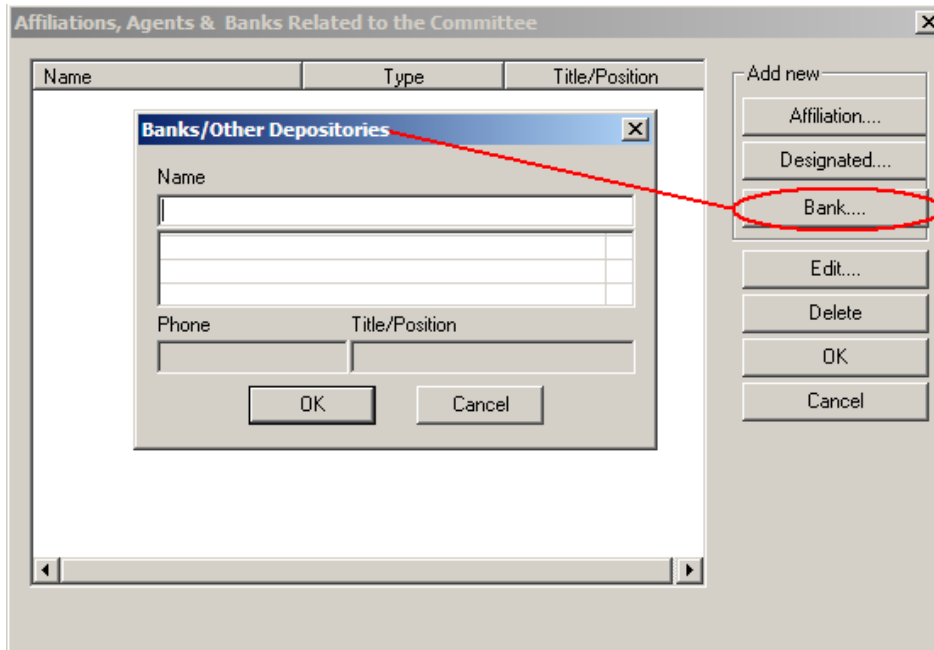 Affiliations, Agents & Banks Related to the Committee
Name Type Title/Position
Add new
Affiliation....
Designated....
Bank....
Edit....
Delete
OK
Cancel
Banks/Other Depositories
Name
Phone Title/Position
OK Cancel